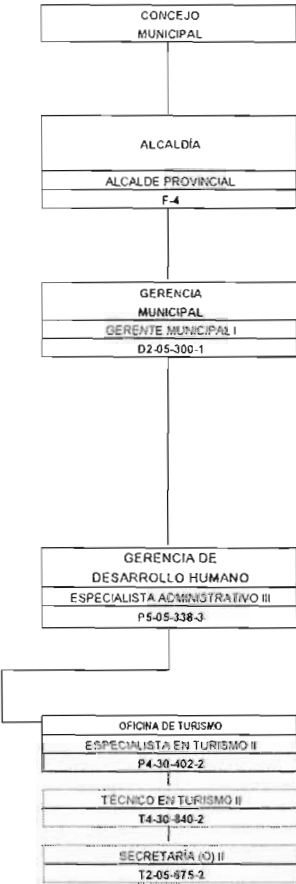 CONCEJO
MUNICIPAL
ALCALDÍA
ALCALDE PROVINCIAL
F-4
GERENCIA
MUNICIPAL
GERENTE MUNICIPAL I
D2-05-300-1
GERENCIA DE
DESARROLLO HUMANO
ESPECIALISTA ADMINISTRATIVO III
P5-05-338-3
OFICINA DE TURISMO
ESPECIALISTA EN TURISMO II
P4-30-402-2
TÉCNICO EN TURISMO II
T4-30-840-2
SECRETARÍA (O) II
T2-05-675-2